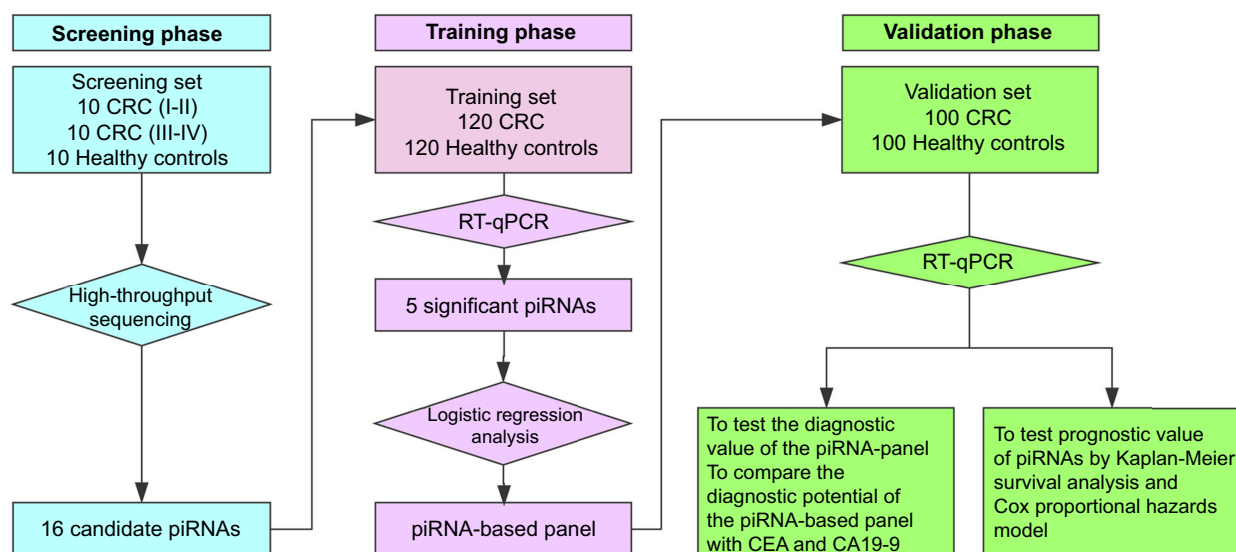 Screening phase
Screening set
10 CRC (I-II)
10 CRC (III-IV)
10 Healthy controls
High-throughput
sequencing
16 candidate piRNAs
Training phase
Training set
120 CRC
120 Healthy controls
RT-qPCR
5 significant piRNAs
Logistic regression
analysis
piRNA-based panel
Validation phase
Validation set
100 CRC
100 Healthy controls
RT-qPCR
To test the diagnostic
value of the piRNA-panel
To compare the
diagnostic potential of
the piRNA-based panel
with CEA and CA19-9
To test prognostic value
of piRNAs by Kaplan-Meier
survival analysis and
Cox proportional hazards
model